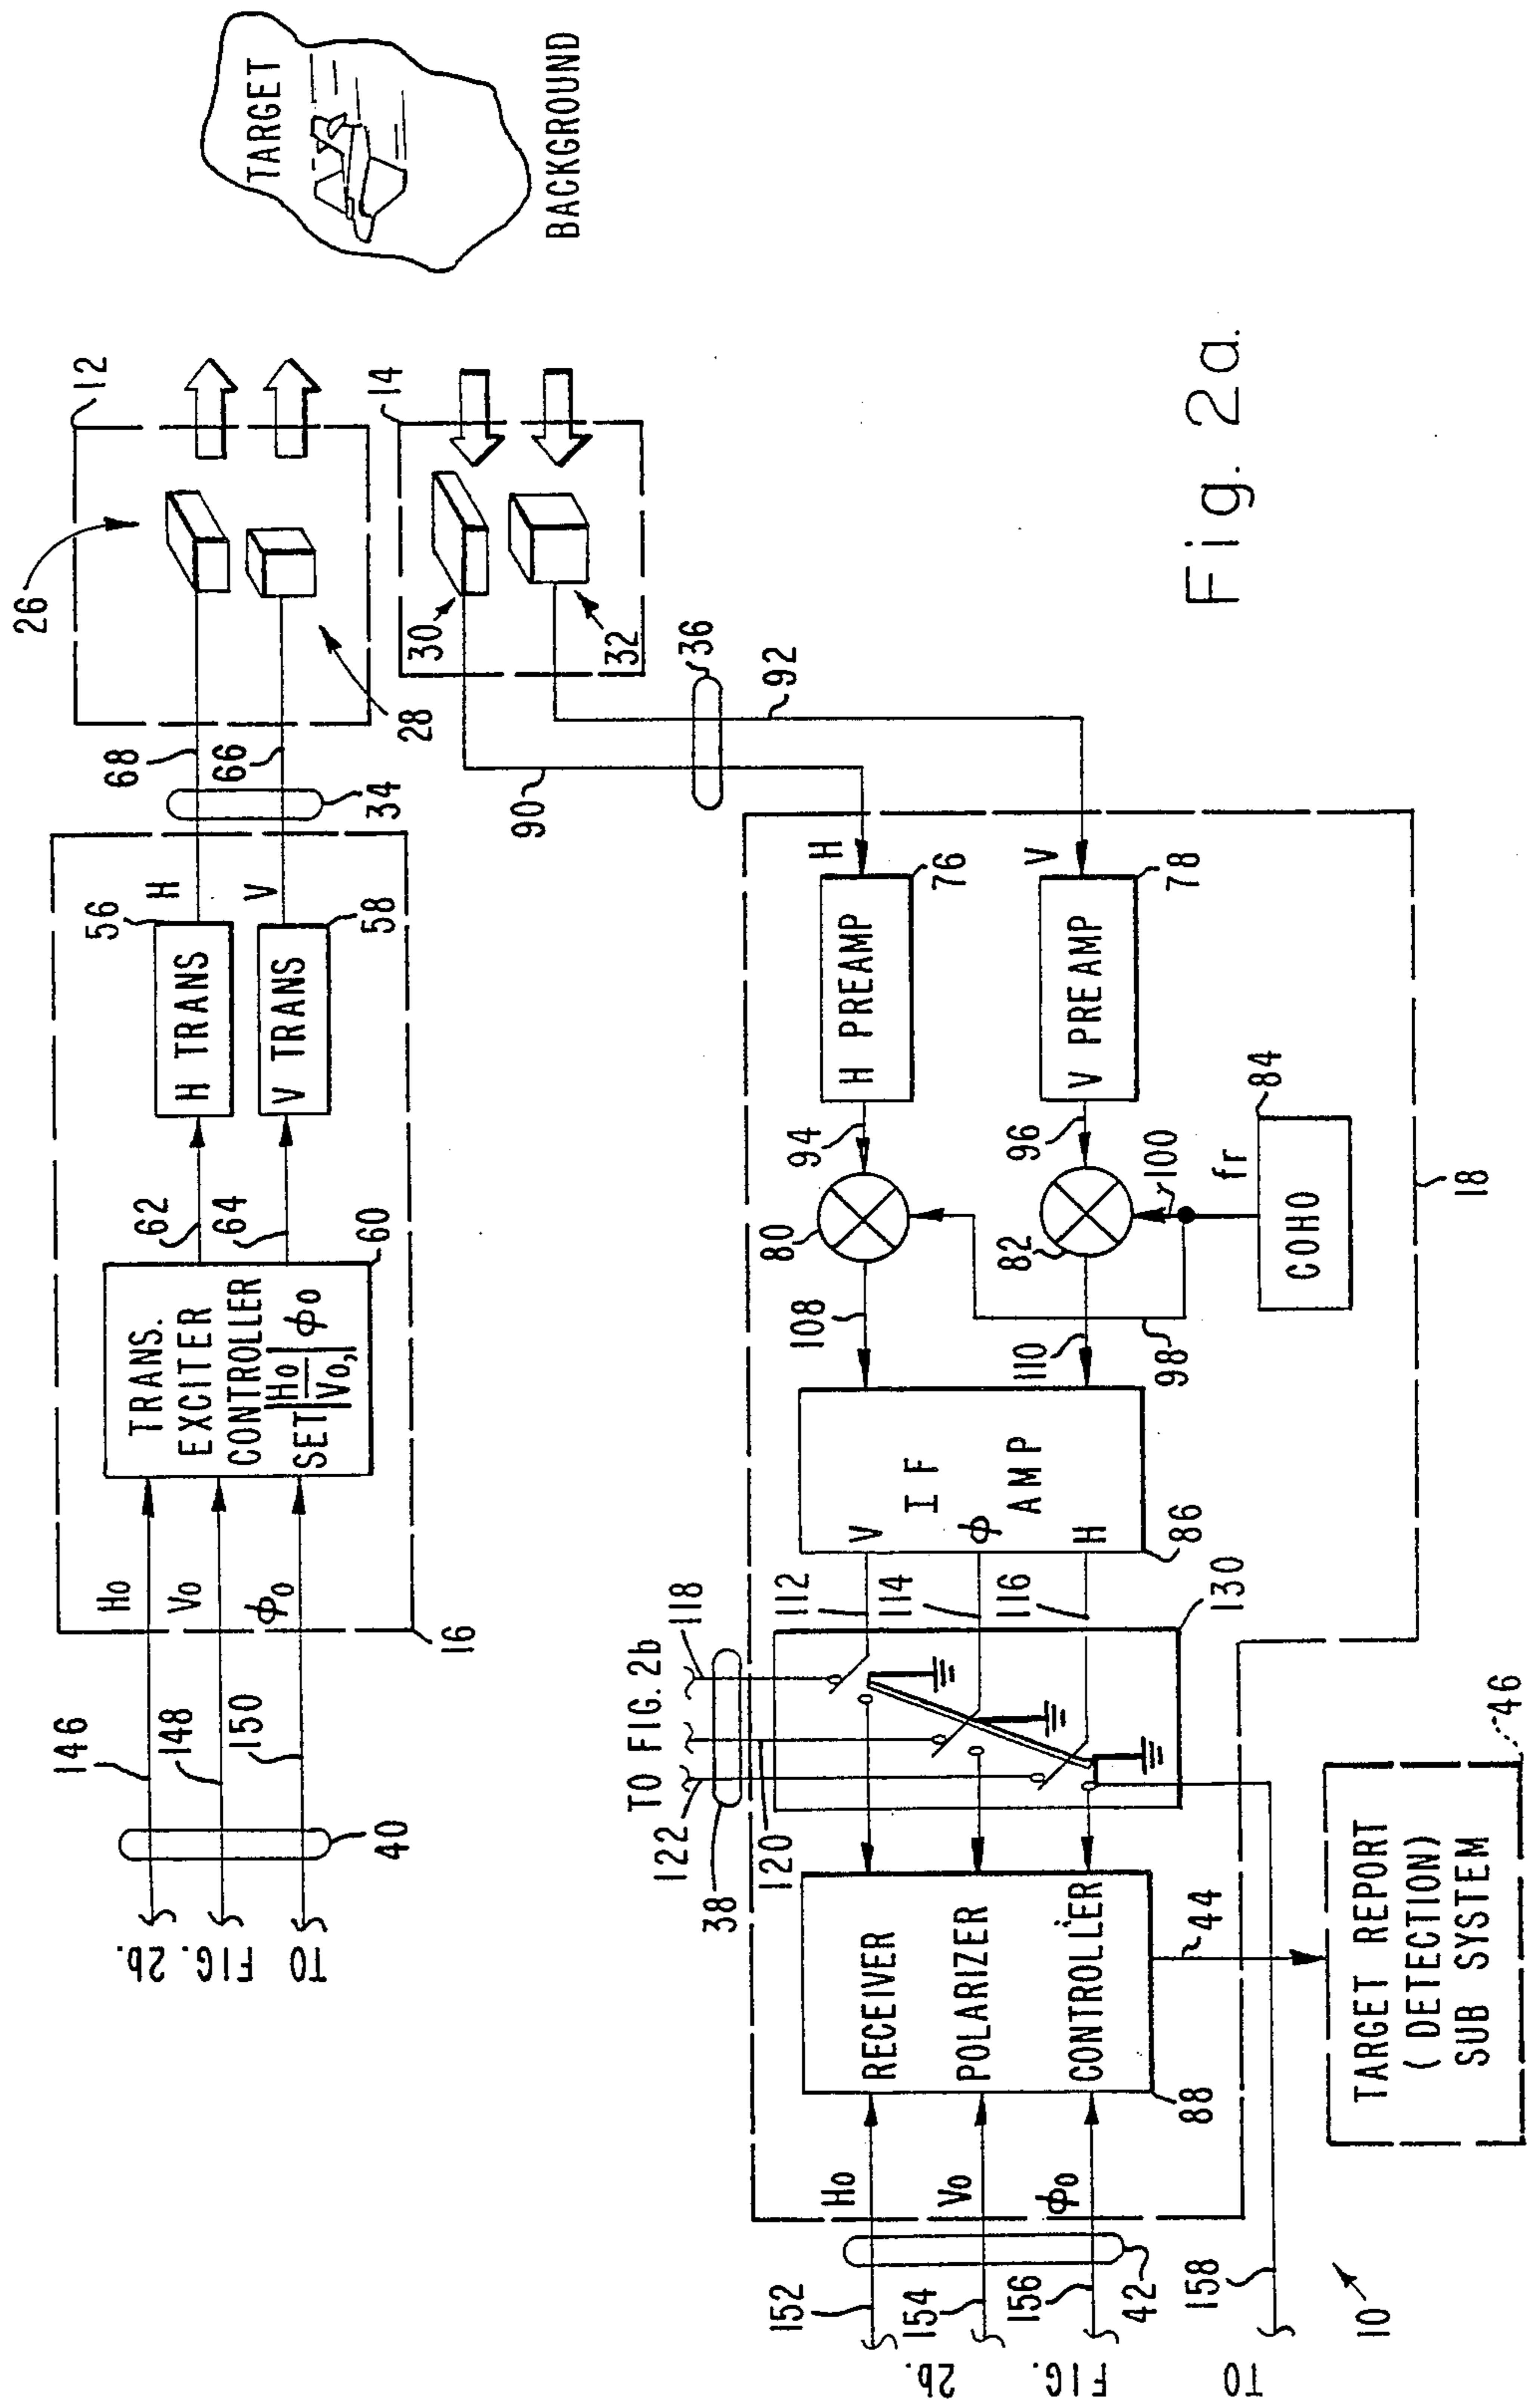 TARGET
BACKGROUND
12
26
28
14
30
32
68
66
34
36
90
92
56
H TRANS
H
58
V TRANS
V
62
64
60
TRANS.
EXCITER
CONTROLLER
SET |Ho/Vo,| ϕo
Ho
Vo
ϕo
16
146
148
150
40
TO FIG. 2b.
H
76
H PREAMP
V
78
V PREAMP
94
96
80
82
100
fr
84
COHO
98
108
110
18
IF
AMP
V
ϕ
H
86
112
114
116
130
TO FIG. 2b
118
120
122
38
RECEIVER
POLARIZER
CONTROLLER
88
44
TARGET REPORT
(DETECTION)
SUB SYSTEM
46
Ho
Vo
ϕo
152
154
156
42
158
TO FIG. 2b.
10
Fig. 2a.